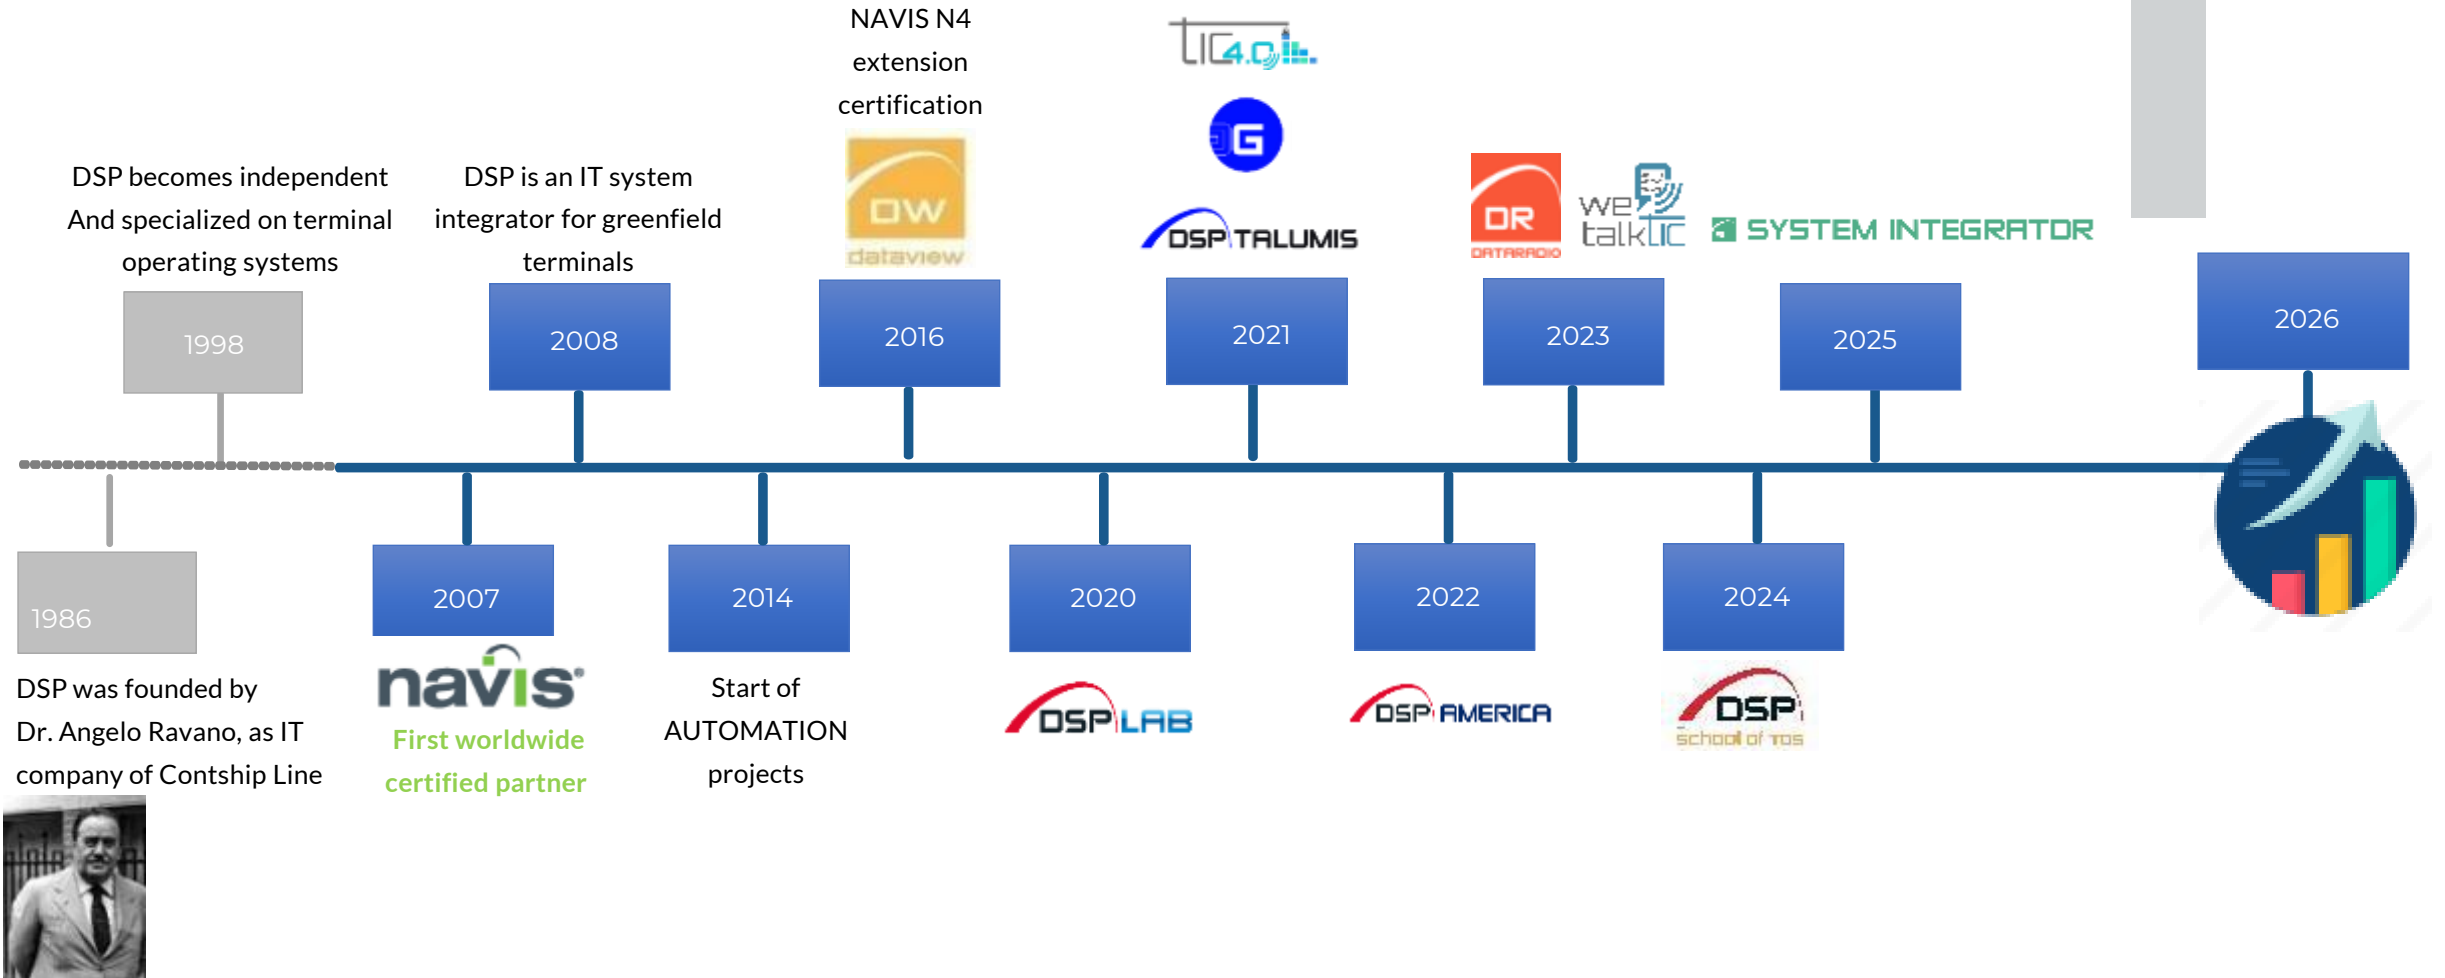 NAVIS N4
extension
certification
TIC4.0
G
DSP TALUMIS
DW
dataview
DR
DATARADIO
we
talkTIC
SYSTEM INTEGRATOR
DSP becomes independent
And specialized on terminal
operating systems
DSP is an IT system
integrator for greenfield
terminals
1998
2008
2016
2021
2023
2025
2026
1986
2007
2014
2020
2022
2024
DSP was founded by
Dr. Angelo Ravano, as IT
company of Contship Line
navis®
First worldwide
certified partner
Start of
AUTOMATION
projects
DSP LAB
DSP AMERICA
DSP
school of TOS